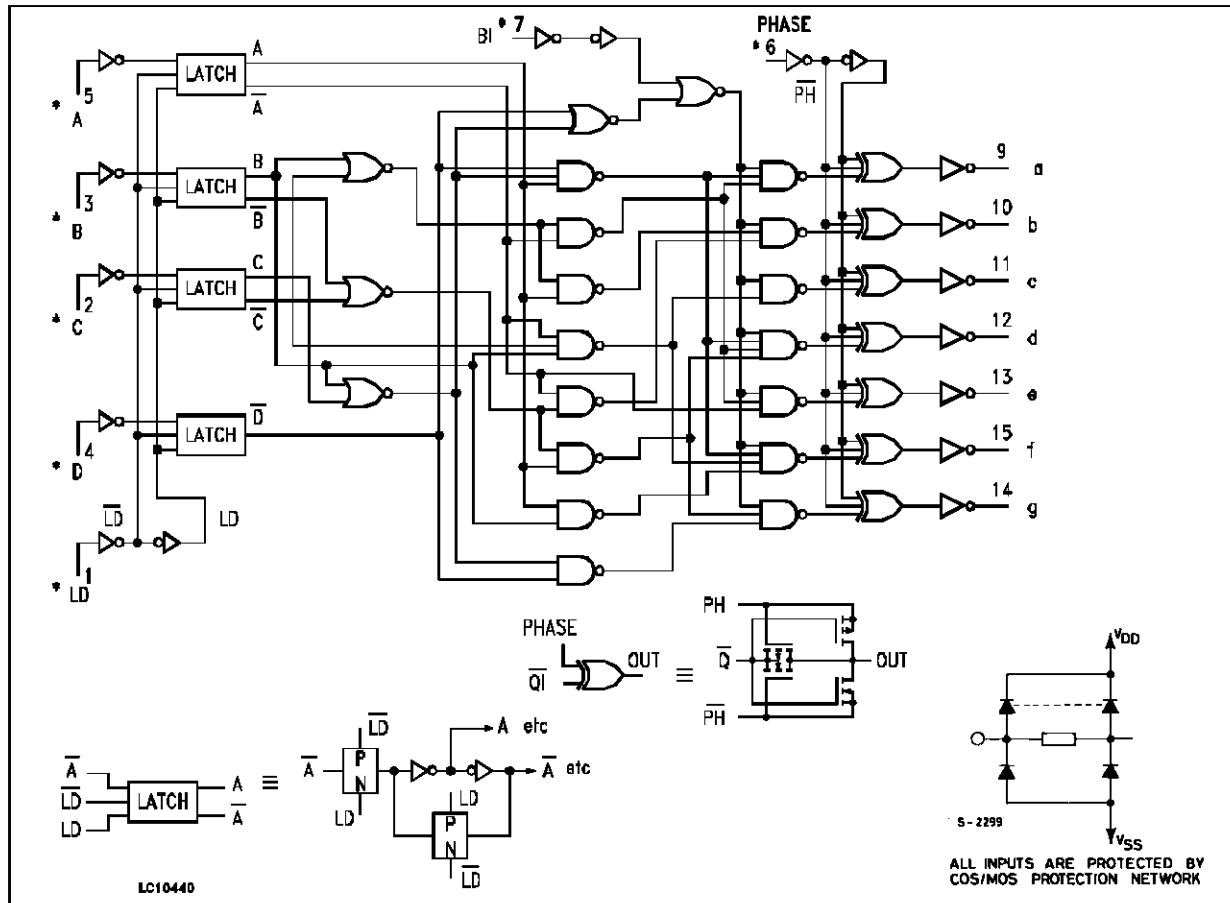 BI * 7
PHASE
* 6
PH
LATCH
A
A
5
* A
9
a
LATCH
B
B
3
* B
10
b
LATCH
C
C
2
* C
11
c
12
d
13
e
LATCH
D
4
* D
15
f
14
g
LD
LD
1
* LD
PHASE
QI
OUT
≡
PH
Q
OUT
PH
VDD
VSS
S-2299
ALL INPUTS ARE PROTECTED BY
COS/MOS PROTECTION NETWORK
A
LD
LD
LATCH
A
A
≡
A
LD
P
N
LD
A etc
A etc
LD
P
N
LD
LC10440